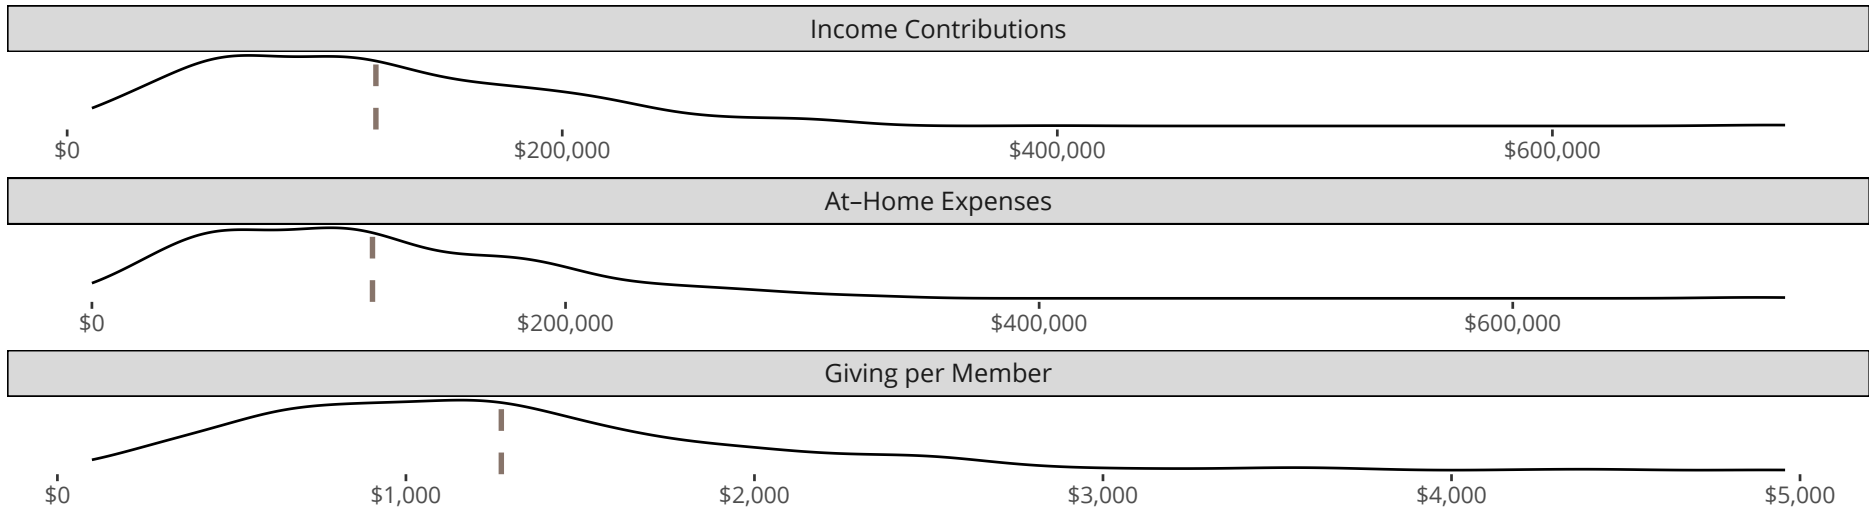 Income Contributions
$0 $200,000 $400,000 $600,000
At–Home Expenses
$0 $200,000 $400,000 $600,000
Giving per Member
$0 $1,000 $2,000 $3,000 $4,000 $5,000